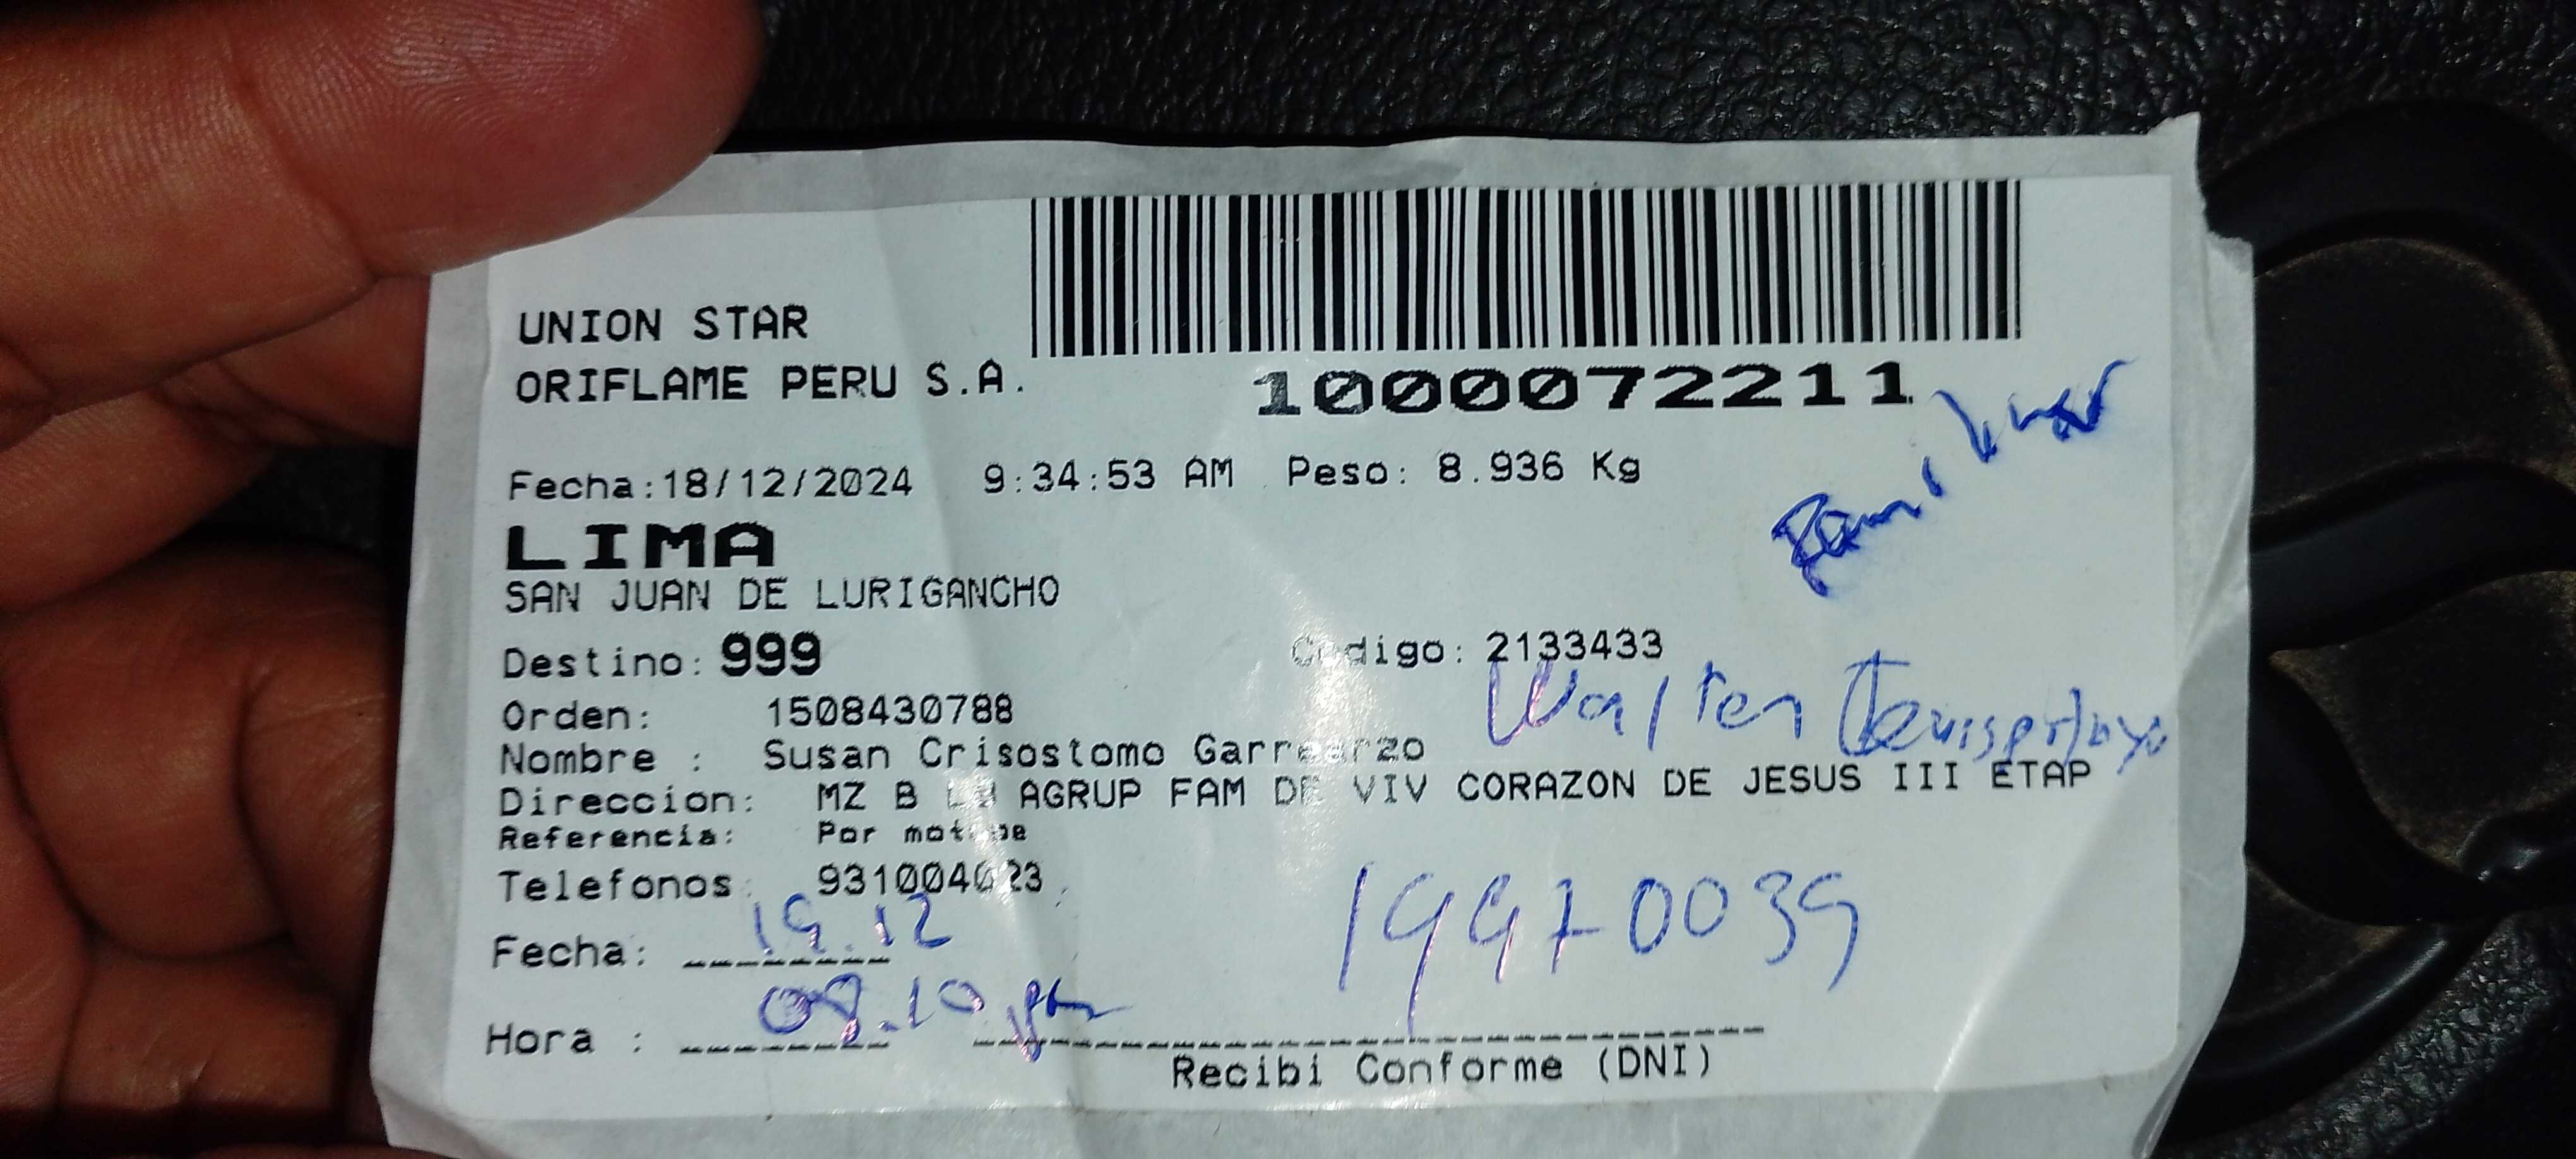 UNION STAR
ORIFLAME PERU S.A.
1000072211
Fecha:18/12/2024 9:34:53 AM Peso: 8.936 Kg
LIMA
SAN JUAN DE LURIGANCHO
Destino: 999 Codigo: 2133433
Orden: 1508430788
Walter
Nombre : Susan Crisostomo
Direccion: MZ B AGRUP FAM DE VIV CORAZON DE JESUS III ETAP
Referencia: Por
Telefonos:
19970039
Fecha: 19.12
Hora :
Recibi Conforme (DNI)